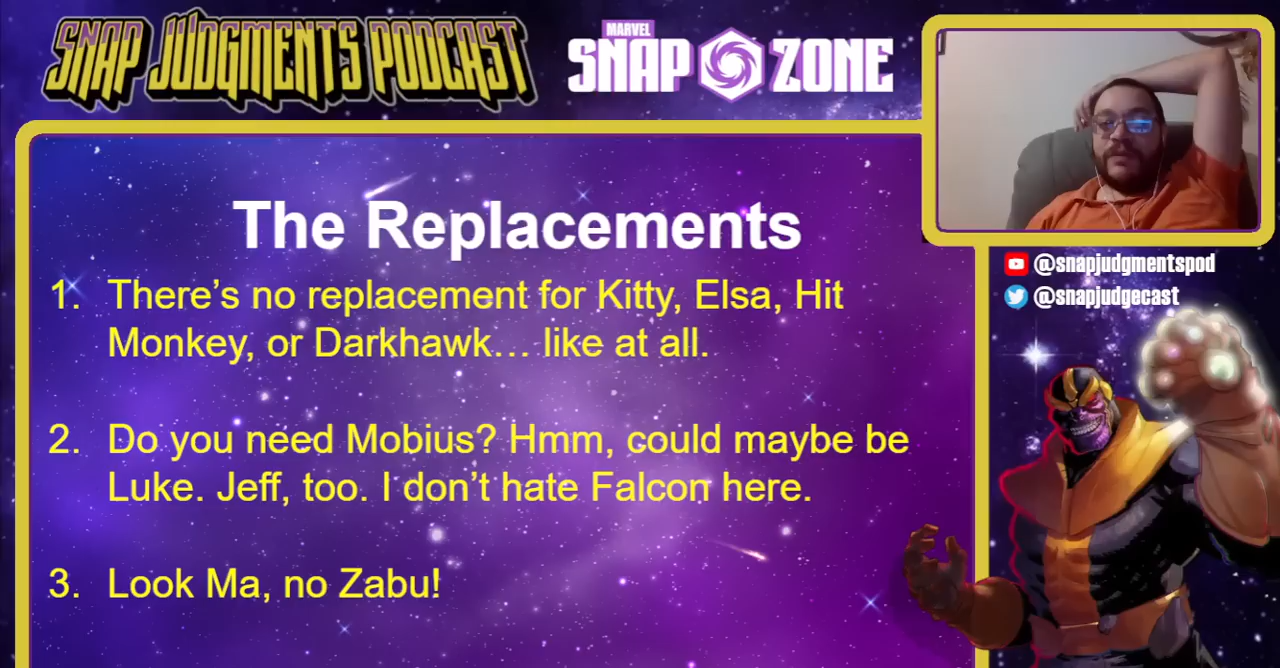 SNAP JUDGMENTS PODCAST
MARVEL
SNAP ZONE
The Replacements
1. There's no replacement for Kitty, Elsa, Hit
Monkey, or Darkhawk... like at all.
2. Do you need Mobius? Hmm, could maybe be
Luke. Jeff, too. I don't hate Falcon here.
3. Look Ma, no Zabu!
@snapjudgmentspod
@snapjudgecast